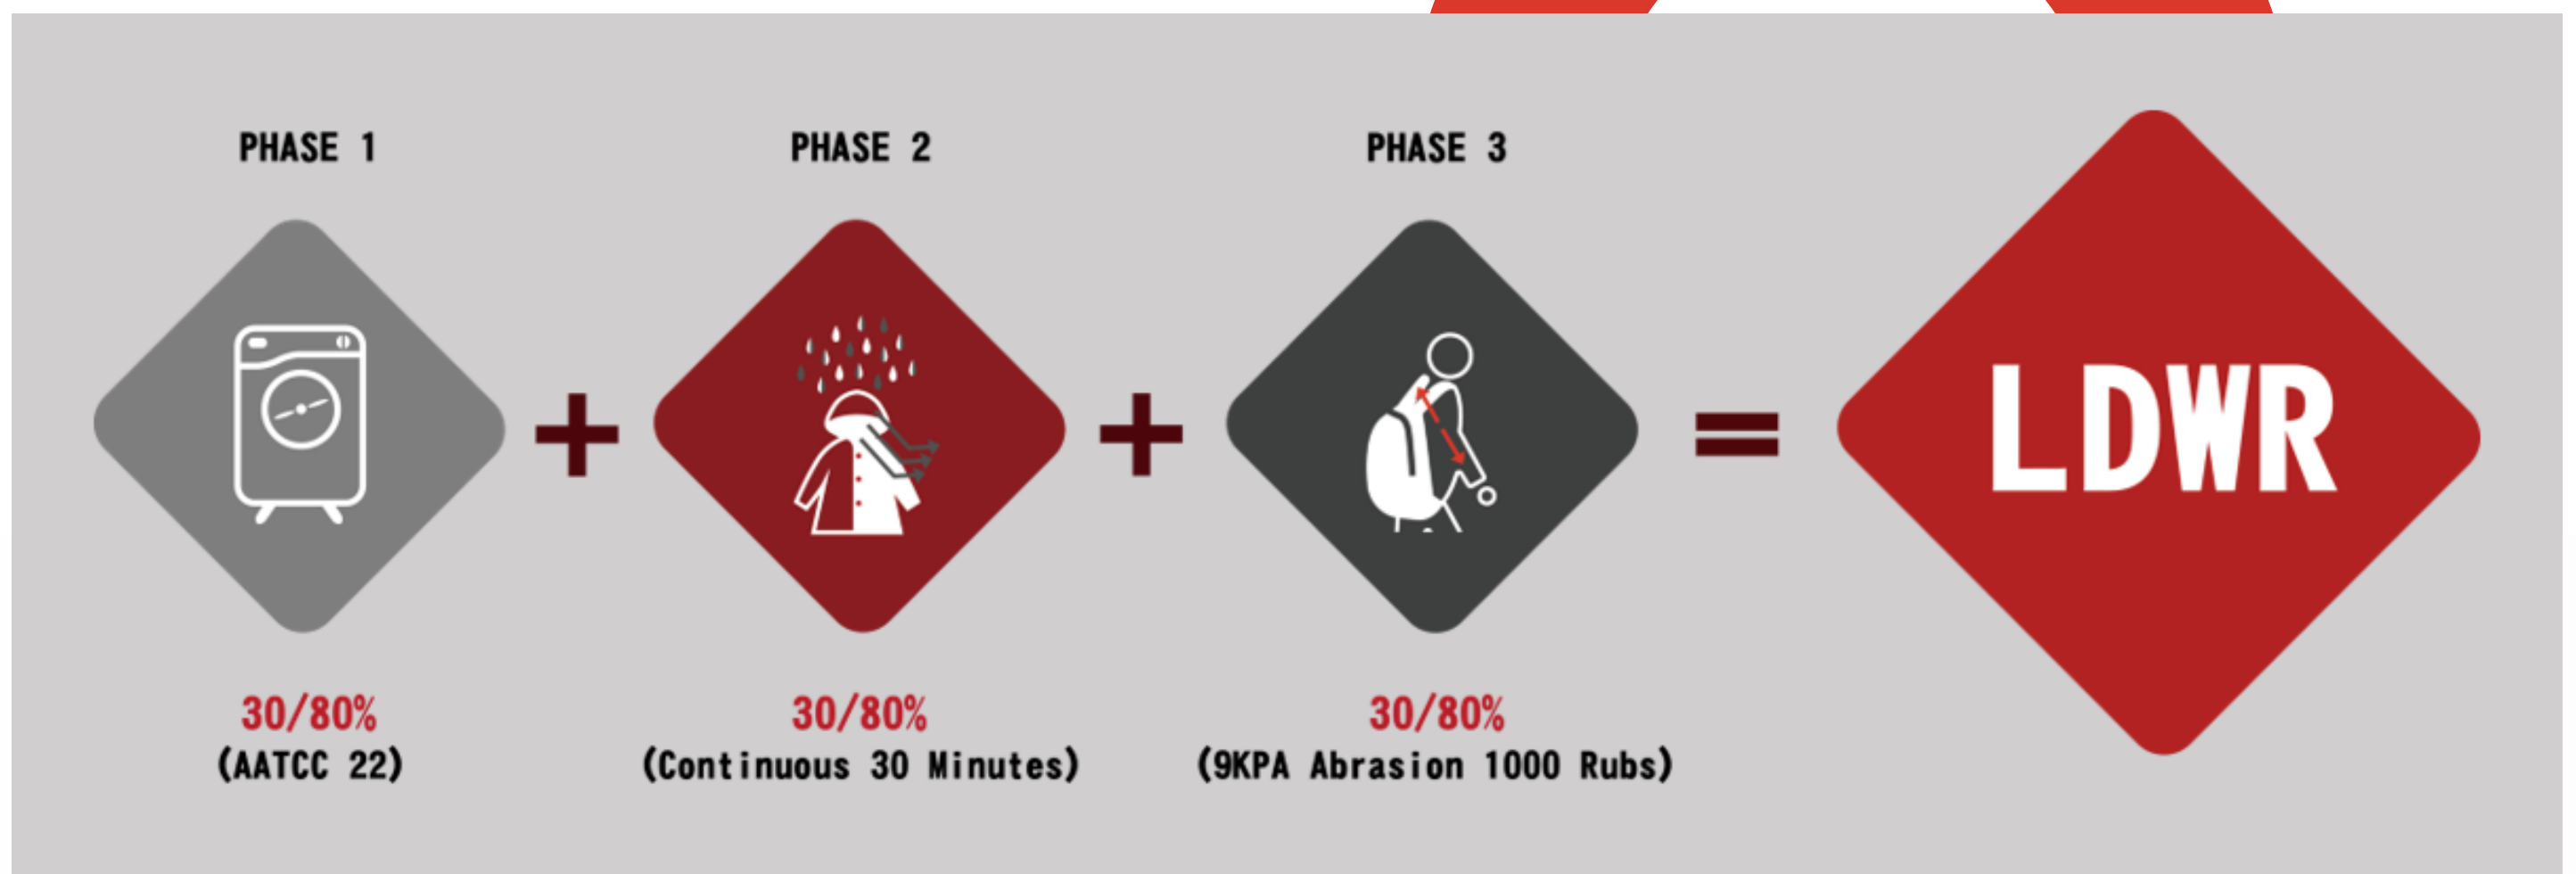 PHASE 1
PHASE 2
PHASE 3
LDWR
30/80%
(AATCC 22)
30/80%
(Continuous 30 Minutes)
30/80%
(9KPA Abrasion 1000 Rubs)